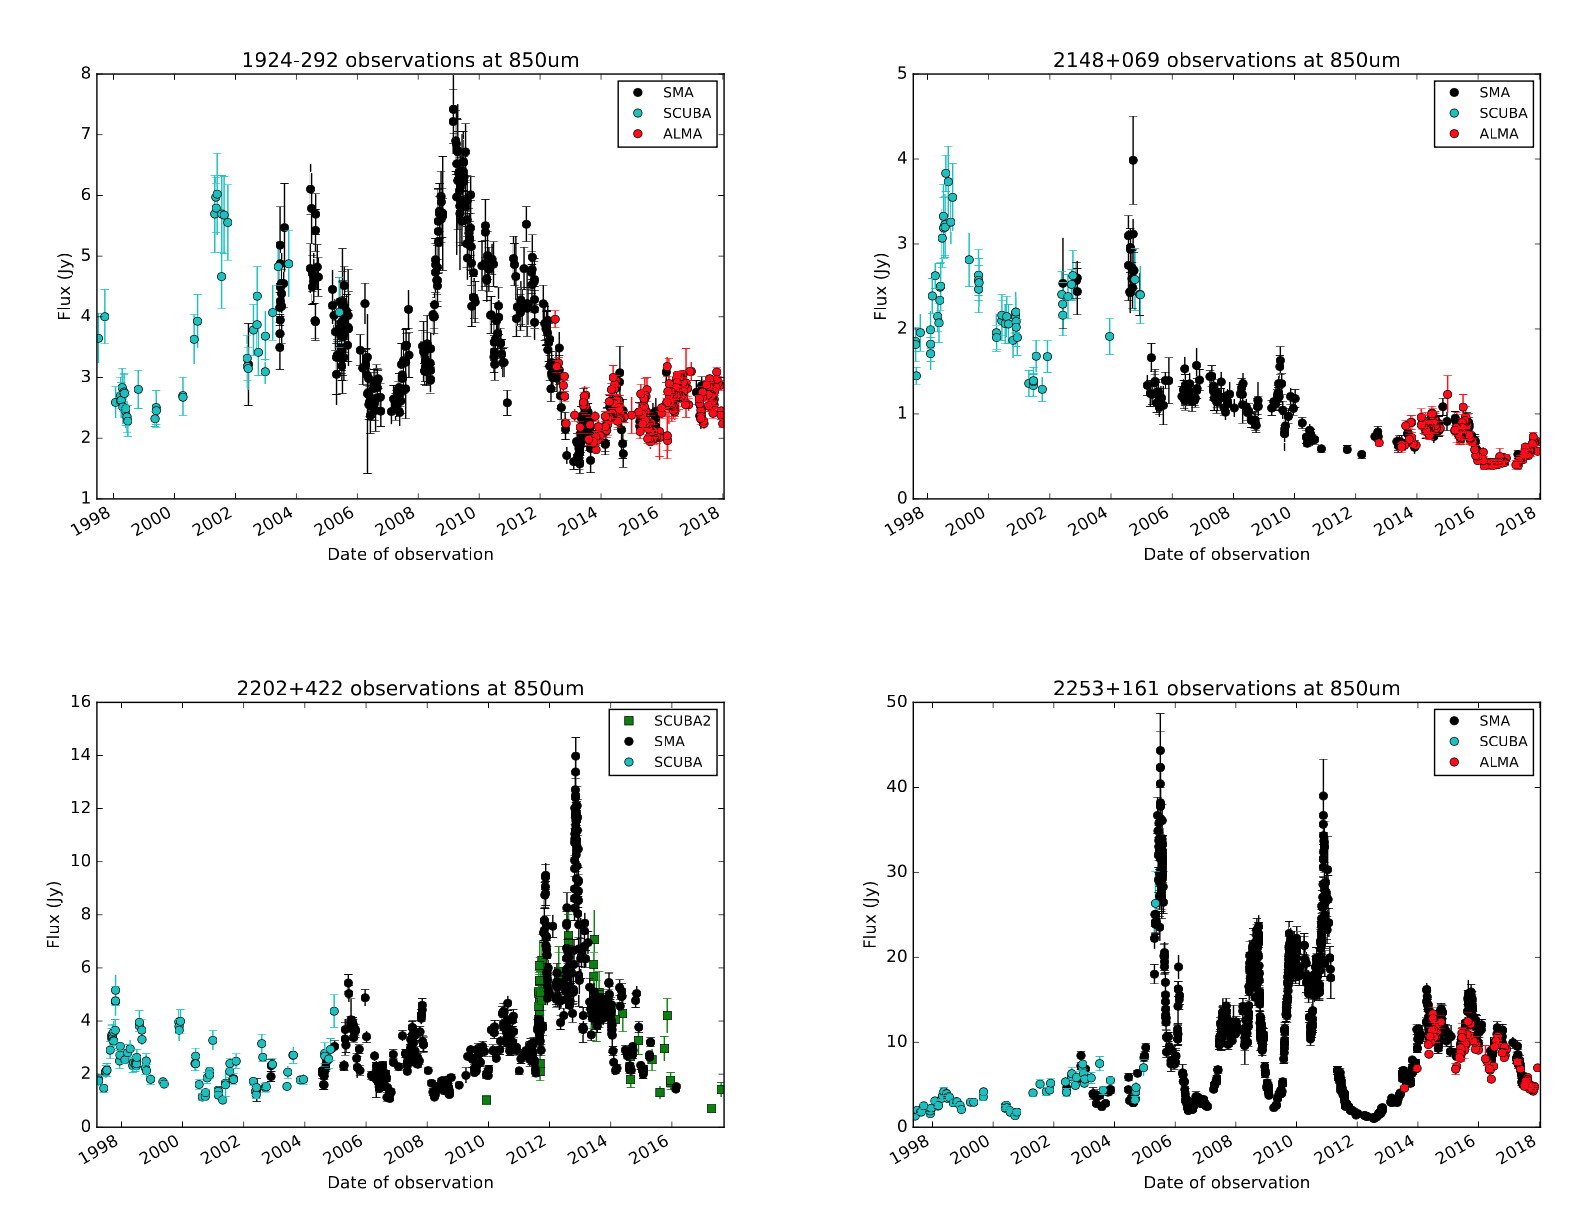 1924-292 observations at 850um
8
7
6
5
4
3
2
1
Flux (Jy)
SMA
SCUBA
ALMA
1998 2000 2002 2004 2006 2008 2010 2012 2014 2016 2018
Date of observation
2148+069 observations at 850um
5
4
3
2
1
0
Flux (Jy)
SMA
SCUBA
ALMA
1998 2000 2002 2004 2006 2008 2010 2012 2014 2016 2018
Date of observation
2202+422 observations at 850um
16
14
12
10
8
6
4
2
0
Flux (Jy)
SCUBA2
SMA
SCUBA
1998 2000 2002 2004 2006 2008 2010 2012 2014 2016
Date of observation
2253+161 observations at 850um
50
40
30
20
10
0
Flux (Jy)
SMA
SCUBA
ALMA
1998 2000 2002 2004 2006 2008 2010 2012 2014 2016 2018
Date of observation